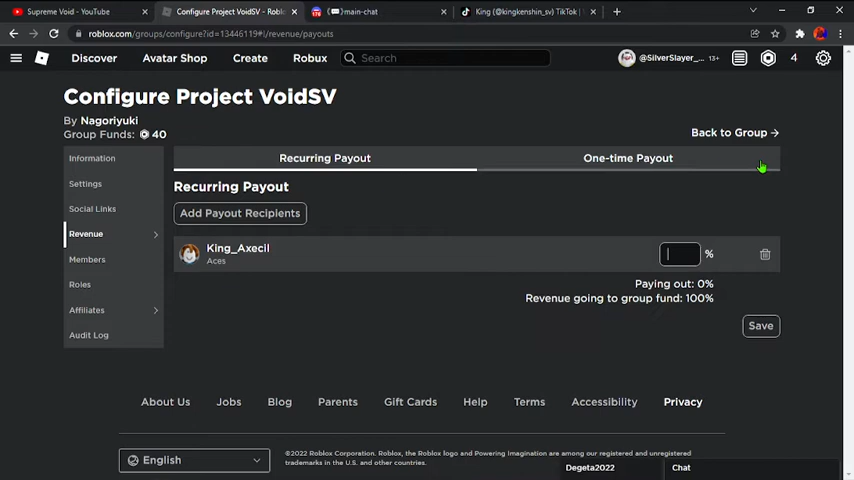 Supreme Void - YouTube
Configure Project VoidSV - Roblo
main-chat
King (@kingkenshin_sv) TikTok |
roblox.com/groups/configure?id=13446119#!/revenue/payouts
Discover
Avatar Shop
Create
Robux
Search
@SilverSlayer_... 13+
4
Configure Project VoidSV
By Nagoriyuki
Group Funds: 40
Back to Group
Information
Settings
Social Links
Revenue
Members
Roles
Affiliates
Audit Log
Recurring Payout
One-time Payout
Recurring Payout
Add Payout Recipients
King_Axecil
Aces
%
Paying out: 0%
Revenue going to group fund: 100%
Save
About Us
Jobs
Blog
Parents
Gift Cards
Help
Terms
Accessibility
Privacy
English
©2022 Roblox Corporation. Roblox, the Roblox logo and Powering Imagination are among our registered and unregistered
trademarks in the U.S. and other countries.
Degeta2022
Chat